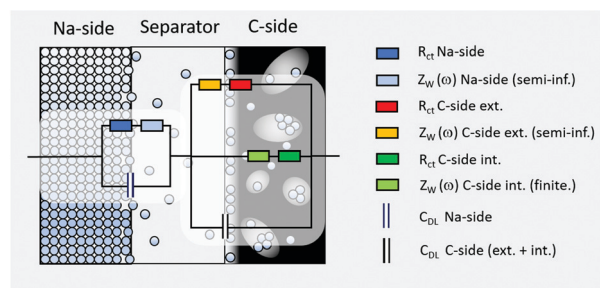 Na-side Separator C-side
R_ct Na-side
Z_W (ω) Na-side (semi-inf.)
R_ct C-side ext.
Z_W (ω) C-side ext. (semi-inf.)
R_ct C-side int.
Z_W (ω) C-side int. (finite.)
C_DL Na-side
C_DL C-side (ext. + int.)